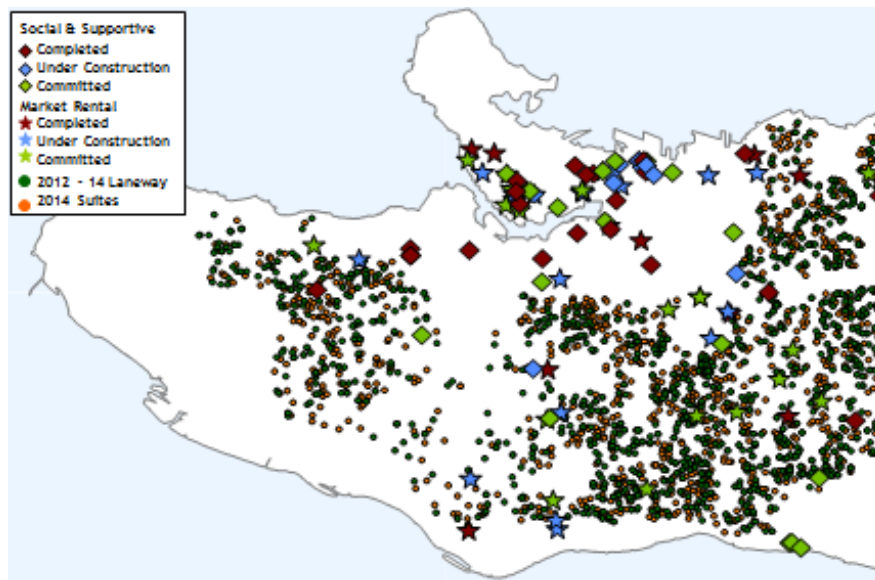 Social & Supportive
Completed
Under Construction
Committed
Market Rental
Completed
Under Construction
Committed
2012 - 14 Laneway
2014 Suites